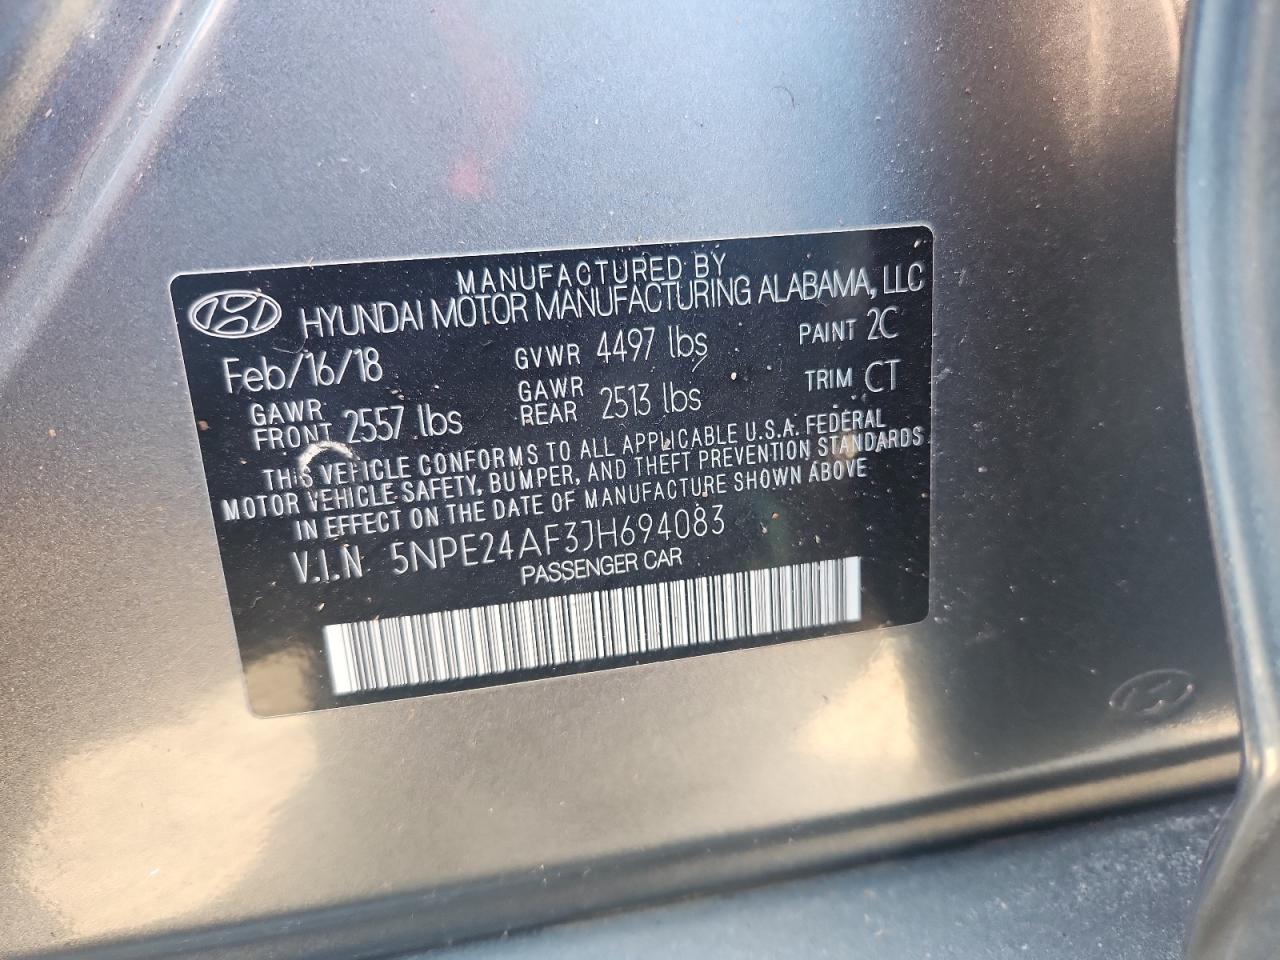 MANUFACTURED BY
HYUNDAI MOTOR MANUFACTURING ALABAMA, LLC
Feb/16/18 GVWR 4497 lbs PAINT 2C
GAWR FRONT 2557 lbs GAWR REAR 2513 lbs TRIM CT
THIS VEHICLE CONFORMS TO ALL APPLICABLE U.S.A. FEDERAL
MOTOR VEHICLE SAFETY, BUMPER, AND THEFT PREVENTION STANDARDS
IN EFFECT ON THE DATE OF MANUFACTURE SHOWN ABOVE
V.I.N 5NPE24AF3JH694083
PASSENGER CAR